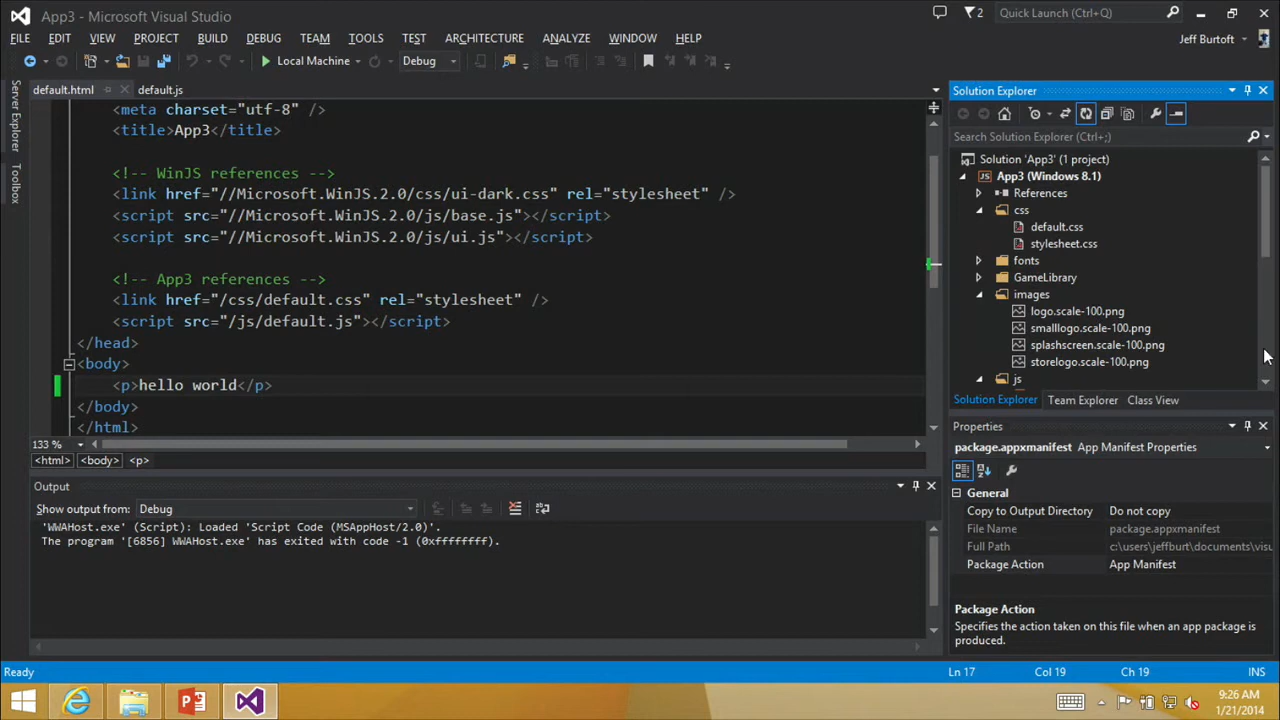 App3 - Microsoft Visual Studio
2
Quick Launch (Ctrl+Q)
FILE EDIT VIEW PROJECT BUILD DEBUG TEAM TOOLS TEST ARCHITECTURE ANALYZE WINDOW HELP
Jeff Burtoft
Local Machine
Debug
Server Explorer
Toolbox
default.html
default.js
<meta charset="utf-8" />
<title>App3</title>
<!-- WinJS references -->
<link href="//Microsoft.WinJS.2.0/css/ui-dark.css" rel="stylesheet" />
<script src="//Microsoft.WinJS.2.0/js/base.js"></script>
<script src="//Microsoft.WinJS.2.0/js/ui.js"></script>
<!-- App3 references -->
<link href="/css/default.css" rel="stylesheet" />
<script src="/js/default.js"></script>
</head>
<body>
<p>hello world</p>
</body>
</html>
133 %
<html> <body> <p>
Output
Show output from: Debug
'WWAHost.exe' (Script): Loaded 'Script Code (MSAppHost/2.0)'.
The program '[6856] WWAHost.exe' has exited with code -1 (0xffffffff).
Solution Explorer
Search Solution Explorer (Ctrl+;)
Solution 'App3' (1 project)
JS App3 (Windows 8.1)
References
css
default.css
stylesheet.css
fonts
GameLibrary
images
logo.scale-100.png
smalllogo.scale-100.png
splashscreen.scale-100.png
storelogo.scale-100.png
js
Solution Explorer Team Explorer Class View
Properties
package.appxmanifest App Manifest Properties
General
Copy to Output Directory Do not copy
File Name package.appxmanifest
Full Path c:\users\jeffburt\documents\visu
Package Action App Manifest
Package Action
Specifies the action taken on this file when an app package is
produced.
Ready
Ln 17 Col 19 Ch 19 INS
9:26 AM
1/21/2014